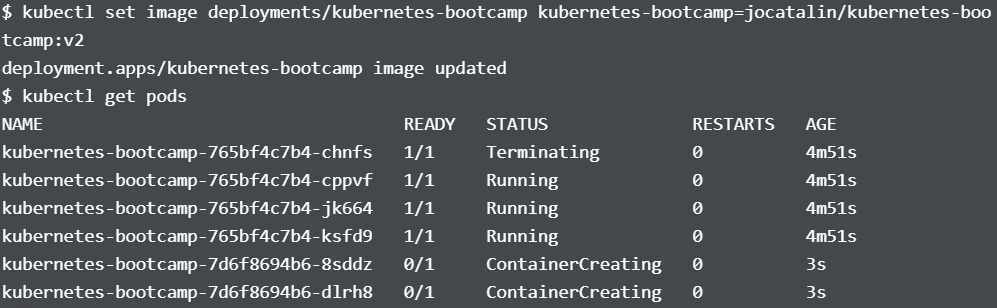 $ kubectl set image deployments/kubernetes-bootcamp kubernetes-bootcamp=jocatalin/kubernetes-boo
tcamp:v2
deployment.apps/kubernetes-bootcamp image updated
$ kubectl get pods
NAME READY STATUS RESTARTS AGE
kubernetes-bootcamp-765bf4c7b4-chnfs 1/1 Terminating 0 4m51s
kubernetes-bootcamp-765bf4c7b4-cppvf 1/1 Running 0 4m51s
kubernetes-bootcamp-765bf4c7b4-jk664 1/1 Running 0 4m51s
kubernetes-bootcamp-765bf4c7b4-ksfd9 1/1 Running 0 4m51s
kubernetes-bootcamp-7d6f8694b6-8sddz 0/1 ContainerCreating 0 3s
kubernetes-bootcamp-7d6f8694b6-dlrh8 0/1 ContainerCreating 0 3s